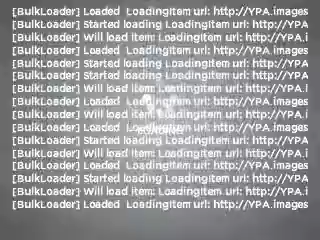 [BulkLoader] Loaded LoadingItem url: http://YPA.images
[BulkLoader] Started loading LoadingItem url: http://YPA
[BulkLoader] Will load item: LoadingItem url: http://YPA.i
[BulkLoader] Loaded LoadingItem url: http://YPA.images
[BulkLoader] Started loading LoadingItem url: http://YPA
[BulkLoader] Started loading LoadingItem url: http://YPA
[BulkLoader] Will load item: LoadingItem url: http://YPA.i
[BulkLoader] Loaded LoadingItem url: http://YPA.images
[BulkLoader] Will load item: LoadingItem url: http://YPA.i
[BulkLoader] Loaded LoadingItem url: http://YPA.images
[BulkLoader] Started loading LoadingItem url: http://YPA
[BulkLoader] Will load item: LoadingItem url: http://YPA.i
[BulkLoader] Loaded LoadingItem url: http://YPA.images
[BulkLoader] Started loading LoadingItem url: http://YPA
[BulkLoader] Will load item: LoadingItem url: http://YPA.i
[BulkLoader] Loaded LoadingItem url: http://YPA.images